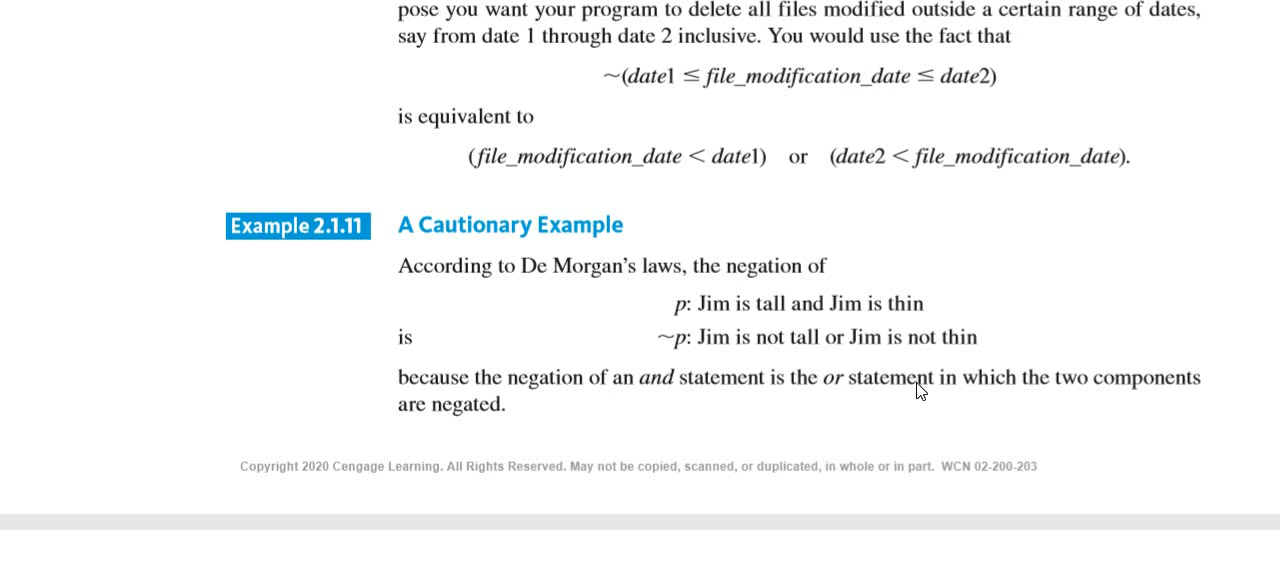 pose you want your program to delete all files modified outside a certain range of dates,
say from date 1 through date 2 inclusive. You would use the fact that
~(date1 ≤ file_modification_date ≤ date2)
is equivalent to
(file_modification_date < date1) or (date2 < file_modification_date).
Example 2.1.11 A Cautionary Example
According to De Morgan’s laws, the negation of
p: Jim is tall and Jim is thin
is ~p: Jim is not tall or Jim is not thin
because the negation of an and statement is the or statement in which the two components
are negated.
Copyright 2020 Cengage Learning. All Rights Reserved. May not be copied, scanned, or duplicated, in whole or in part. WCN 02-200-203